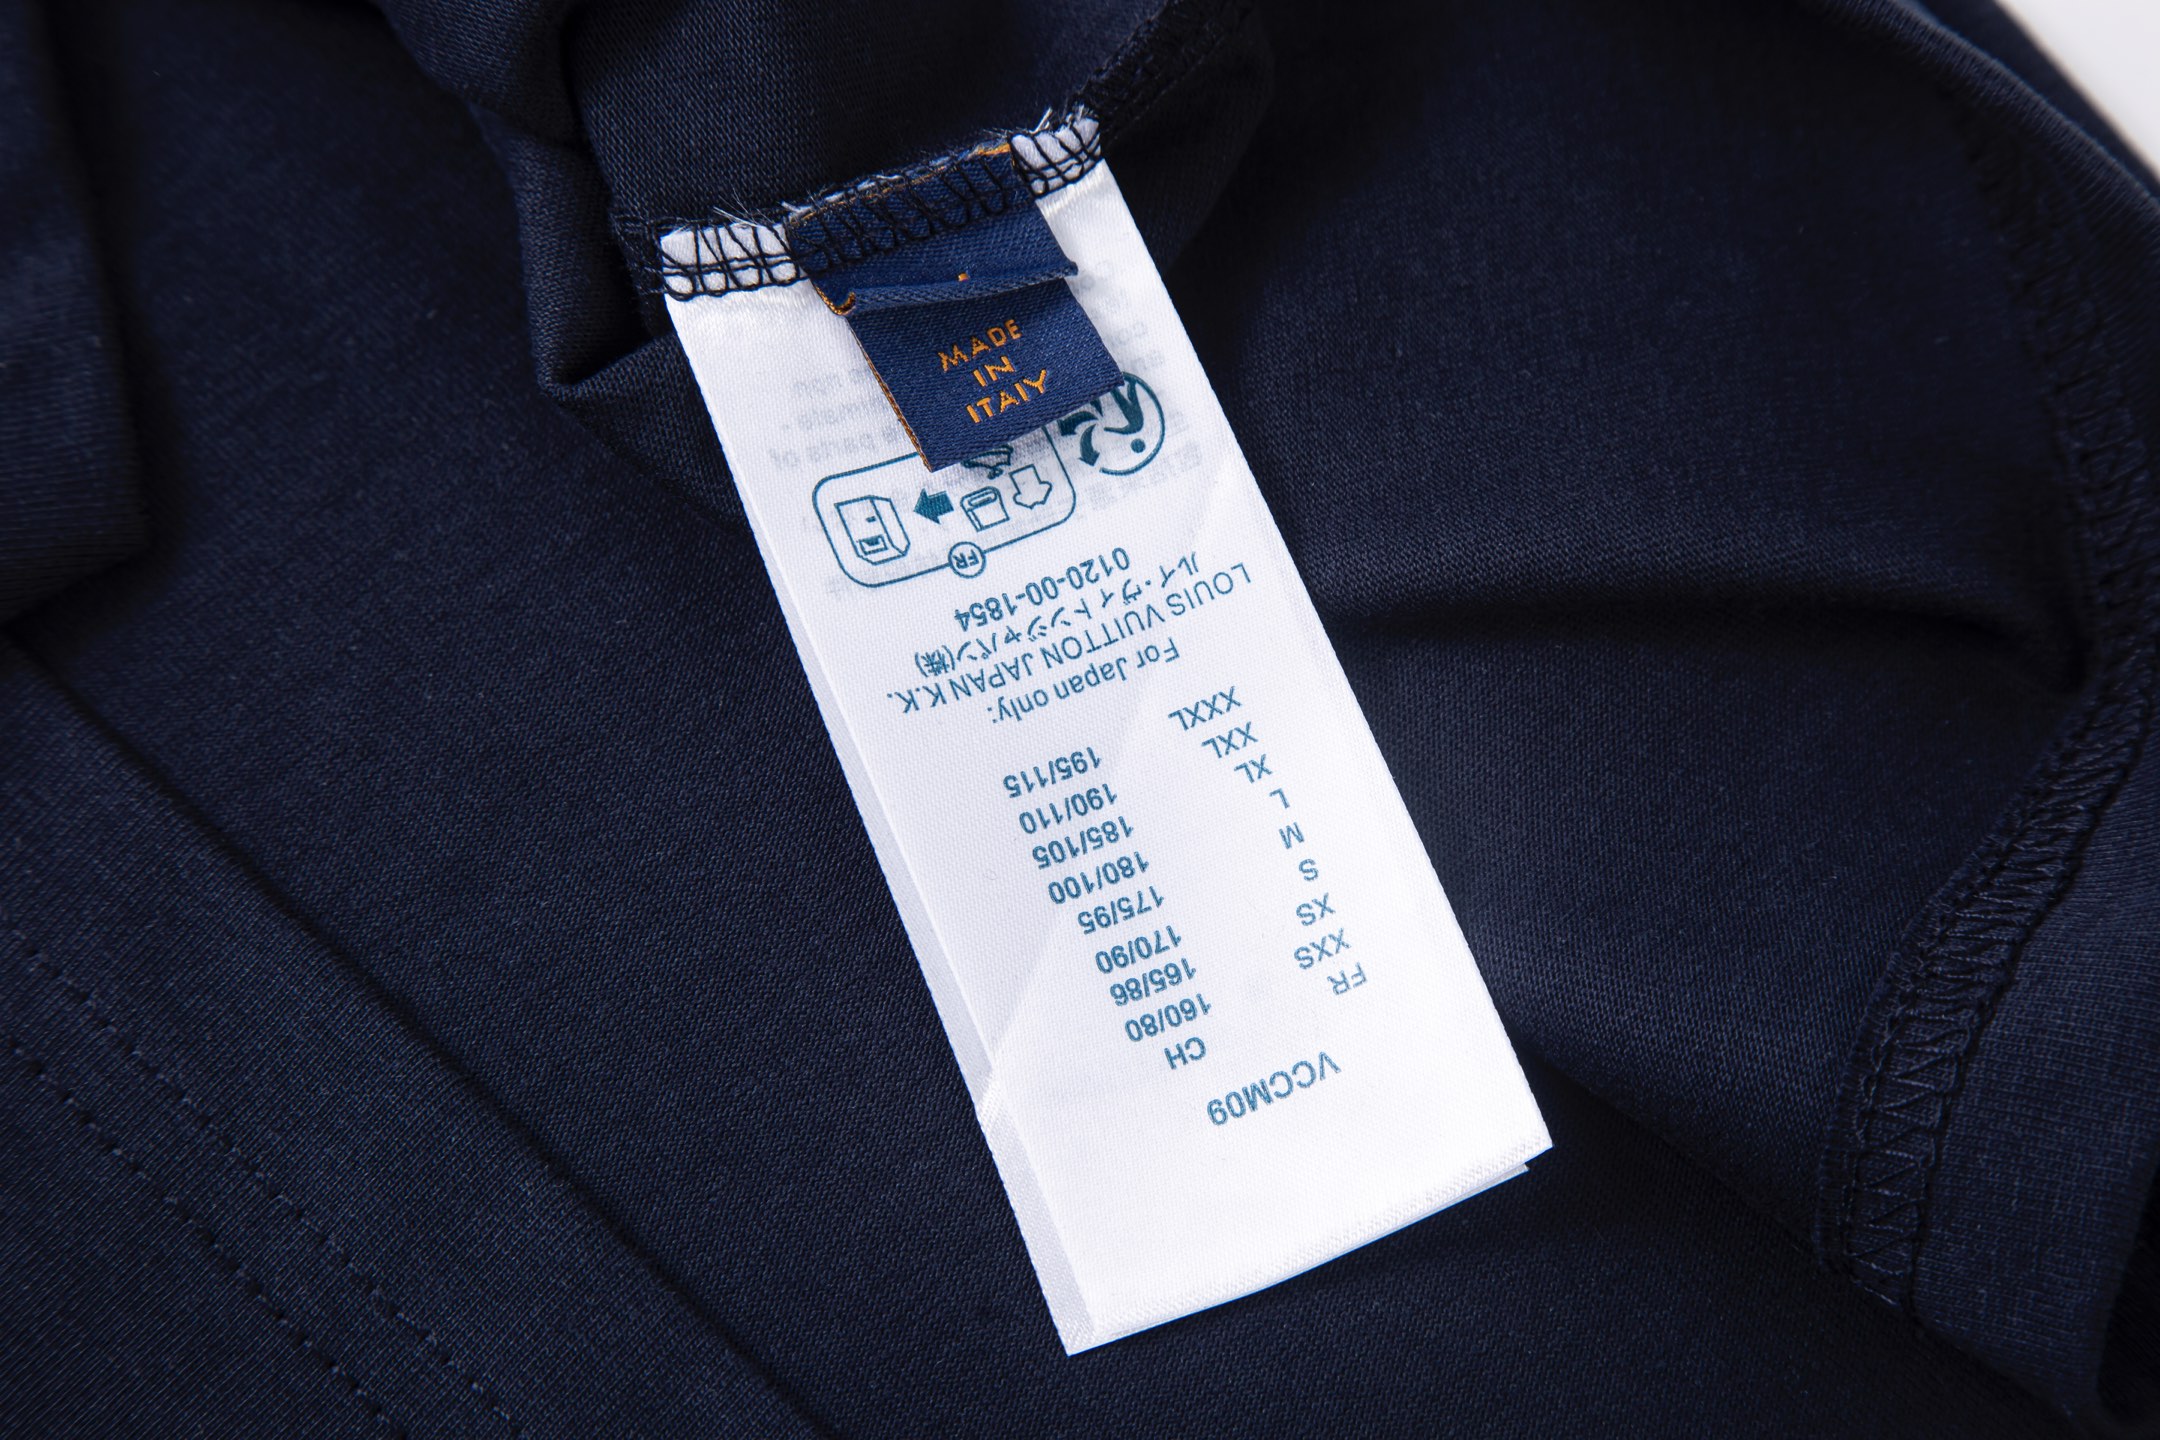 MADE
IN
ITALY
VCCM09
FR CH
XXS 160/80
XS 165/86
S 170/90
M 175/95
L 180/100
XL 185/105
XXL 190/110
XXXL 195/115
For Japan only:
LOUIS VUITTON JAPAN K.K.
ルイ・ヴィトンジャパン(株)
0120-00-1854
FR